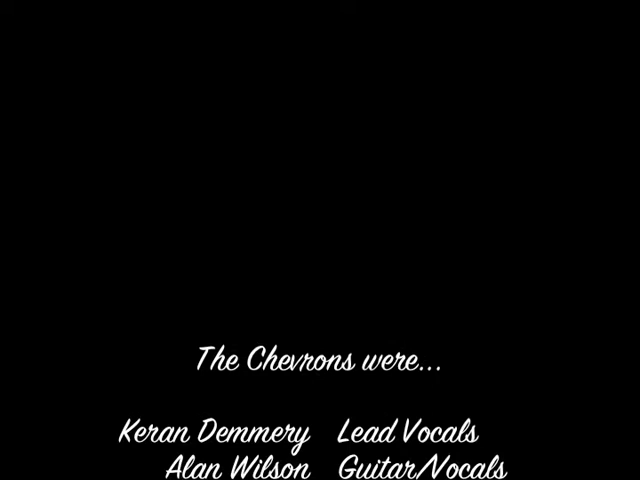 The Chevrons were...
Keran Demmery Lead Vocals
Alan Wilson Guitar/Vocals